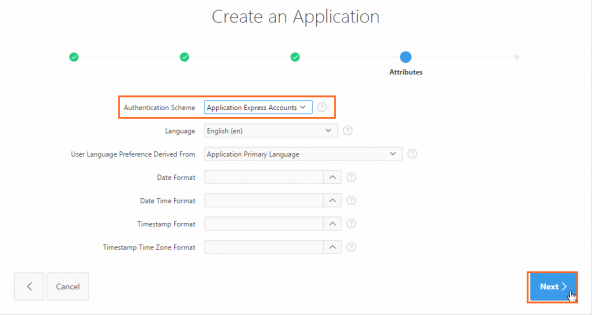 Create an Application
Attributes
Authentication Scheme Application Express Accounts ?
Language English (en) ?
User Language Preference Derived From Application Primary Language ?
Date Format ?
Date Time Format ?
Timestamp Format ?
Timestamp Time Zone Format ?
Cancel Next